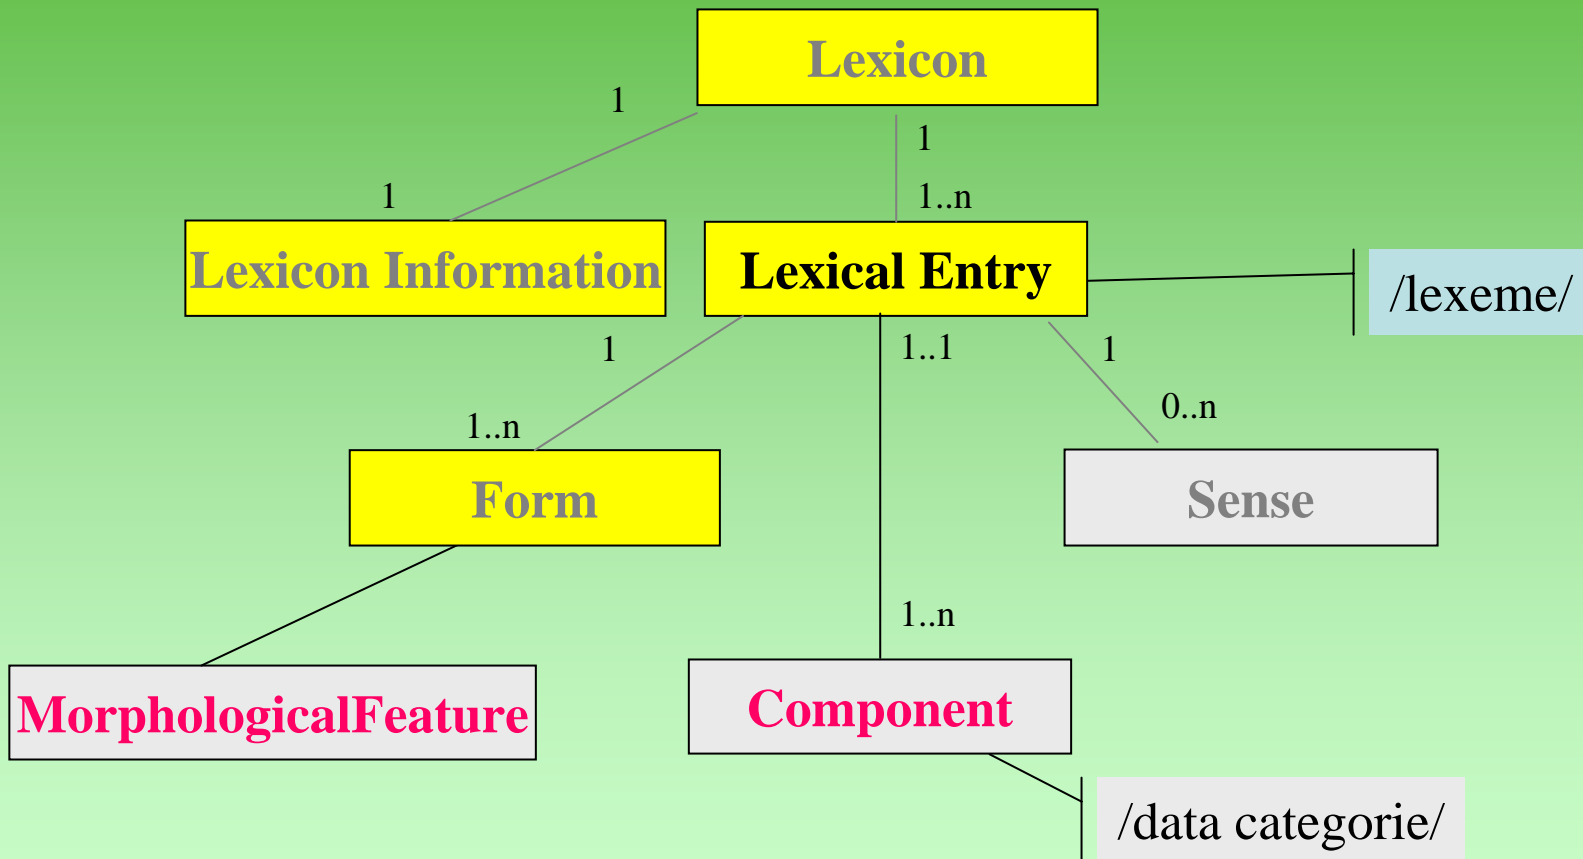 Lexicon
1
1
1
1..n
Lexicon Information
Lexical Entry
/lexeme/
1
1..1
1
0..n
1..n
Form
Sense
1..n
MorphologicalFeature
Component
/data categorie/